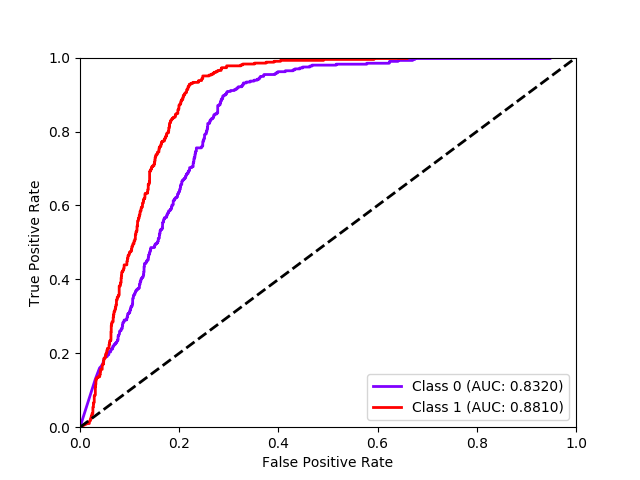 1.0
0.8
0.6
0.4
0.2
0.0
True Positive Rate
0.0 0.2 0.4 0.6 0.8 1.0
False Positive Rate
Class 0 (AUC: 0.8320)
Class 1 (AUC: 0.8810)